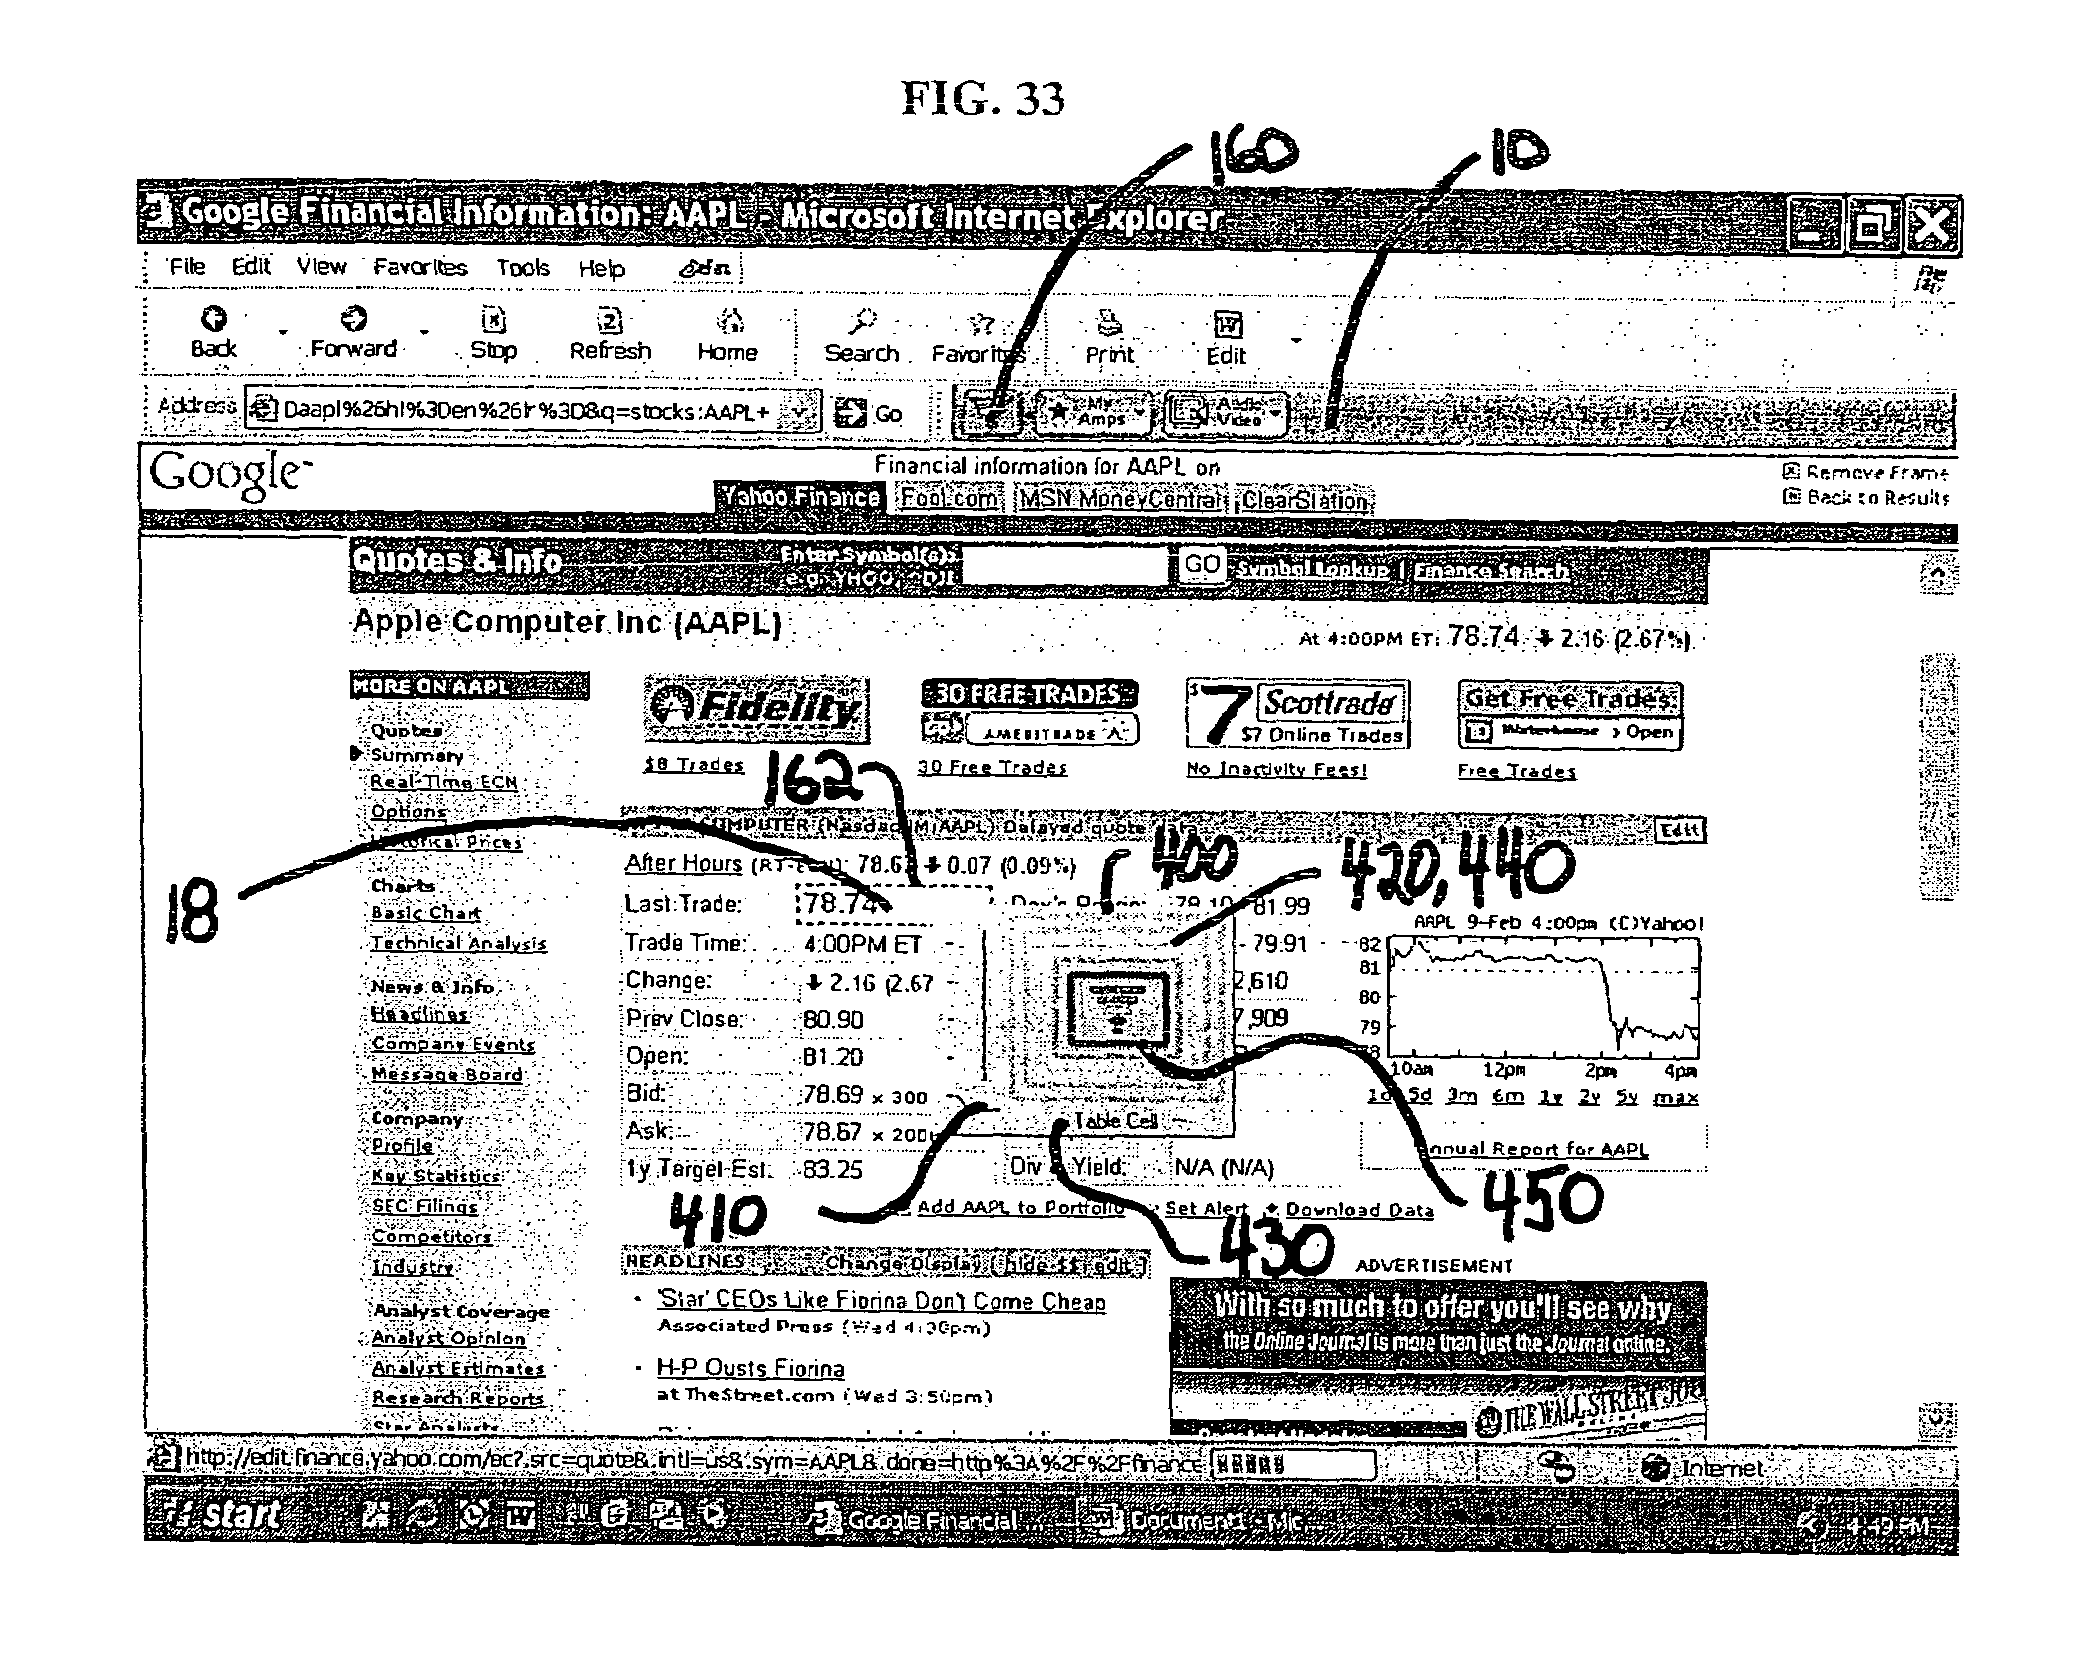 FIG. 33
160 10
Google Financial Information: AAPL - Microsoft Internet Explorer
File Edit View Favorites Tools Help
Back Forward Stop Refresh Home Search Favorites Print Edit
Address Daapl%26hl%3Den%26lr%3D&q=stocks:AAPL+ Go My Amps Audio Video
Google
Financial information for AAPL on
Remove Frame
Yahoo Finance Fool.com MSN MoneyCentral ClearStation
Back to Results
Quotes & Info Enter Symbol(s): GO Symbol Lookup | Finance Search
e.g. YHOO, ^DJI
Apple Computer Inc (AAPL)
At 4:00PM ET: 78.74 2.16 (2.67%)
MORE ON AAPL
Quotes
Summary
Real-Time ECN
Options
Historical Prices
Charts
Basic Chart
Technical Analysis
News & Info
Headlines
Company Events
Message Board
Company
Profile
Key Statistics
SEC Filings
Competitors
Industry
Analyst Coverage
Analyst Opinion
Analyst Estimates
Research Reports
Star Analysts
Fidelity
$8 Trades
30 FREE TRADES
AMERITRADE
30 Free Trades
$7 Scottrade
$7 Online Trades
No Inactivity Fees!
Get Free Trades
Waterhouse > Open
Free Trades
162
18
400
420,440
COMPUTER (Nasdaq NM:AAPL) Delayed quote data
Edit
After Hours 78.67 0.07 (0.09%)
Last Trade: 78.74
Trade Time: 4:00PM ET
Change: 2.16 (2.67
Prev Close: 80.90
Open: 81.20
Bid: 78.69 x 300
Ask: 78.67 x 200
1y Target Est: 83.25
Day's Range: 78.10 81.99
- 79.91
2,610
7,909
Table Cell
Div & Yield: N/A (N/A)
AAPL 9-Feb 4:00pm (C)Yahoo!
82
81
80
79
78
10am 12pm 2pm 4pm
1d 5d 3m 6m 1y 2y 5y max
Annual Report for AAPL
410
430
450
Add AAPL to Portfolio Set Alert Download Data
HEADLINES Change Display ( hide $$ | edit )
'Star' CEOs Like Fiorina Don't Come Cheap
Associated Press (Wed 4:30pm)
H-P Ousts Fiorina
at TheStreet.com (Wed 3:50pm)
ADVERTISEMENT
With so much to offer you'll see why
the Online Journal is more than just the Journal online.
THE WALL STREET JOU
http://edit.finance.yahoo.com/ec?.src=quote&.intl=us&.sym=AAPL&.done=http%3A%2F%2Ffinance Internet
start Google Financial ... Document1 - Mic... 4:49 PM